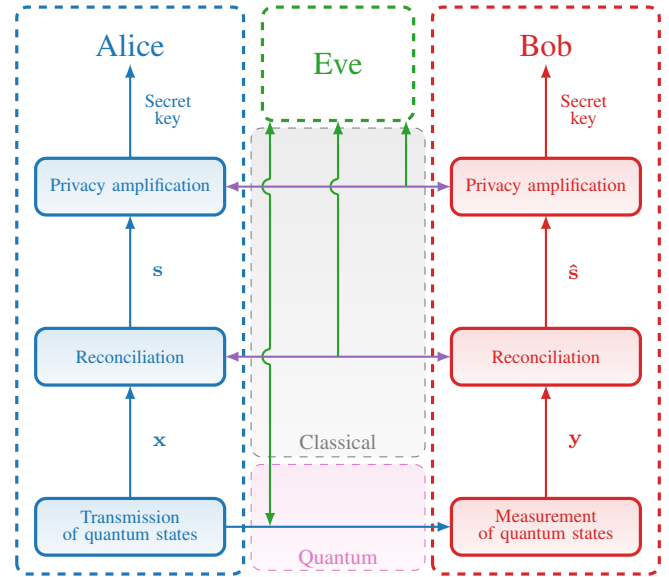 Alice
Eve
Bob
Secret
key
Secret
key
Privacy amplification
Privacy amplification
s
ŝ
Reconciliation
Reconciliation
Classical
x
y
Transmission
of quantum states
Measurement
of quantum states
Quantum